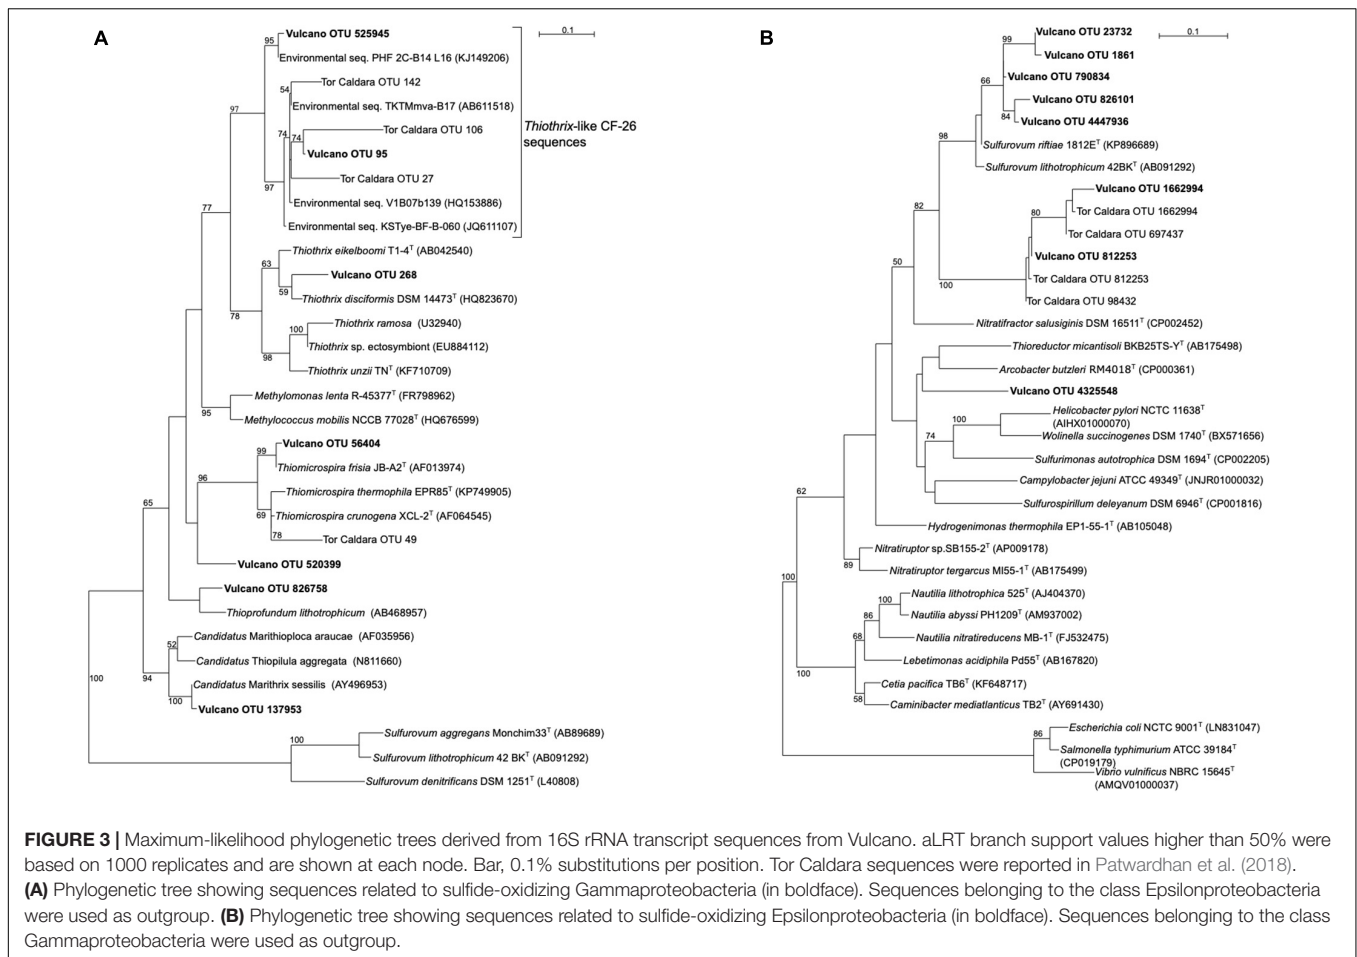 A
95
Vulcano OTU 525945
0.1
Environmental seq. PHF 2C-B14 L16 (KJ149206)
Tor Caldara OTU 142
54
Environmental seq. TKTMmva-B17 (AB611518)
97
Tor Caldara OTU 106
74
74
Vulcano OTU 95
Thiothrix-like CF-26
sequences
Tor Caldara OTU 27
97
Environmental seq. V1B07b139 (HQ153886)
77
Environmental seq. KSTye-BF-B-060 (JQ611107)
Thiothrix eikelboomi T1-4T (AB042540)
63
Vulcano OTU 268
59
Thiothrix disciformis DSM 14473T (HQ823670)
78
Thiothrix ramosa (U32940)
100
Thiothrix sp. ectosymbiont (EU884112)
98
Thiothrix unzii TNT (KF710709)
Methylomonas lenta R-45377T (FR798962)
95
Methylococcus mobilis NCCB 77028T (HQ676599)
Vulcano OTU 56404
99
Thiomicrospira frisia JB-A2T (AF013974)
96
Thiomicrospira thermophila EPR85T (KP749905)
65
69
Thiomicrospira crunogena XCL-2T (AF064545)
78
Tor Caldara OTU 49
Vulcano OTU 520399
Vulcano OTU 826758
Thioprofundum lithotrophicum (AB468957)
Candidatus Marithioploca araucae (AF035956)
52
Candidatus Thiopilula aggregata (N811660)
94
100
Candidatus Marithrix sessilis (AY496953)
100
Vulcano OTU 137953
Sulfurovum aggregans Monchim33T (AB89689)
100
Sulfurovum lithotrophicum 42 BKT (AB091292)
Sulfurovum denitrificans DSM 1251T (L40808)
B
Vulcano OTU 23732
0.1
99
Vulcano OTU 1861
66
Vulcano OTU 790834
Vulcano OTU 826101
84
Vulcano OTU 4447936
98
Sulfurovum riftiae 1812ET (KP896689)
Sulfurovum lithotrophicum 42BKT (AB091292)
Vulcano OTU 1662994
82
80
Tor Caldara OTU 1662994
Tor Caldara OTU 697437
Vulcano OTU 812253
50
Tor Caldara OTU 812253
100
Tor Caldara OTU 98432
Nitratifractor salusiginis DSM 16511T (CP002452)
Thioreductor micantisoli BKB25TS-YT (AB175498)
Arcobacter butzleri RM4018T (CP000361)
Vulcano OTU 4325548
Helicobacter pylori NCTC 11638T
(AIHX01000070)
100
74
Wolinella succinogenes DSM 1740T (BX571656)
Sulfurimonas autotrophica DSM 1694T (CP002205)
Campylobacter jejuni ATCC 49349T (JNJR01000032)
62
Sulfurospirillum deleyanum DSM 6946T (CP001816)
Hydrogenimonas thermophila EP1-55-1T (AB105048)
Nitratiruptor sp.SB155-2T (AP009178)
89
Nitratiruptor tergarcus MI55-1T (AB175499)
100
Nautilia lithotrophica 525T (AJ404370)
100
86
Nautilia abyssi PH1209T (AM937002)
68
Nautilia nitratireducens MB-1T (FJ532475)
Lebetimonas acidiphila Pd55T (AB167820)
100
Cetia pacifica TB6T (KF648717)
58
Caminibacter mediatlanticus TB2T (AY691430)
Escherichia coli NCTC 9001T (LN831047)
86
Salmonella typhimurium ATCC 39184T
(CP019179)
Vibrio vulnificus NBRC 15645T
(AMQV01000037)
FIGURE 3 | Maximum-likelihood phylogenetic trees derived from 16S rRNA transcript sequences from Vulcano. aLRT branch support values higher than 50% were
based on 1000 replicates and are shown at each node. Bar, 0.1% substitutions per position. Tor Caldara sequences were reported in Patwardhan et al. (2018).
(A) Phylogenetic tree showing sequences related to sulfide-oxidizing Gammaproteobacteria (in boldface). Sequences belonging to the class Epsilonproteobacteria
were used as outgroup. (B) Phylogenetic tree showing sequences related to sulfide-oxidizing Epsilonproteobacteria (in boldface). Sequences belonging to the class
Gammaproteobacteria were used as outgroup.